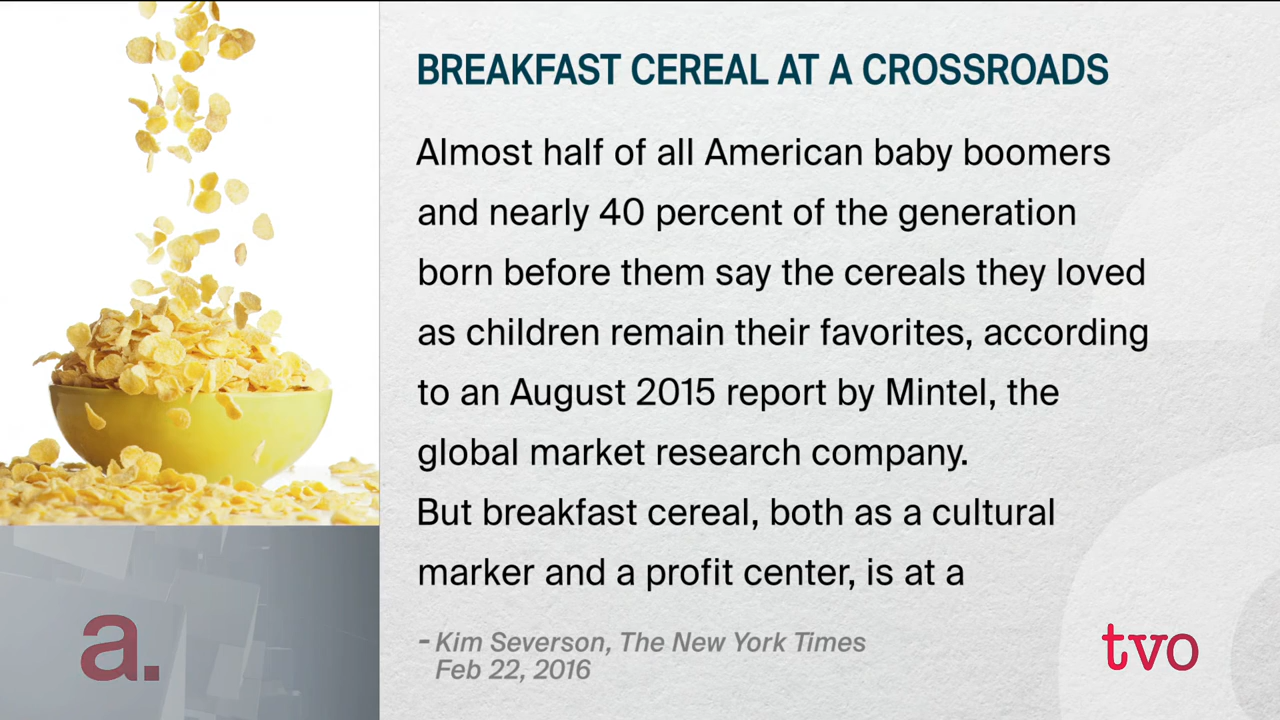 BREAKFAST CEREAL AT A CROSSROADS
Almost half of all American baby boomers
and nearly 40 percent of the generation
born before them say the cereals they loved
as children remain their favorites, according
to an August 2015 report by Mintel, the
global market research company.
But breakfast cereal, both as a cultural
marker and a profit center, is at a
- Kim Severson, The New York Times
Feb 22, 2016
a.
tvo